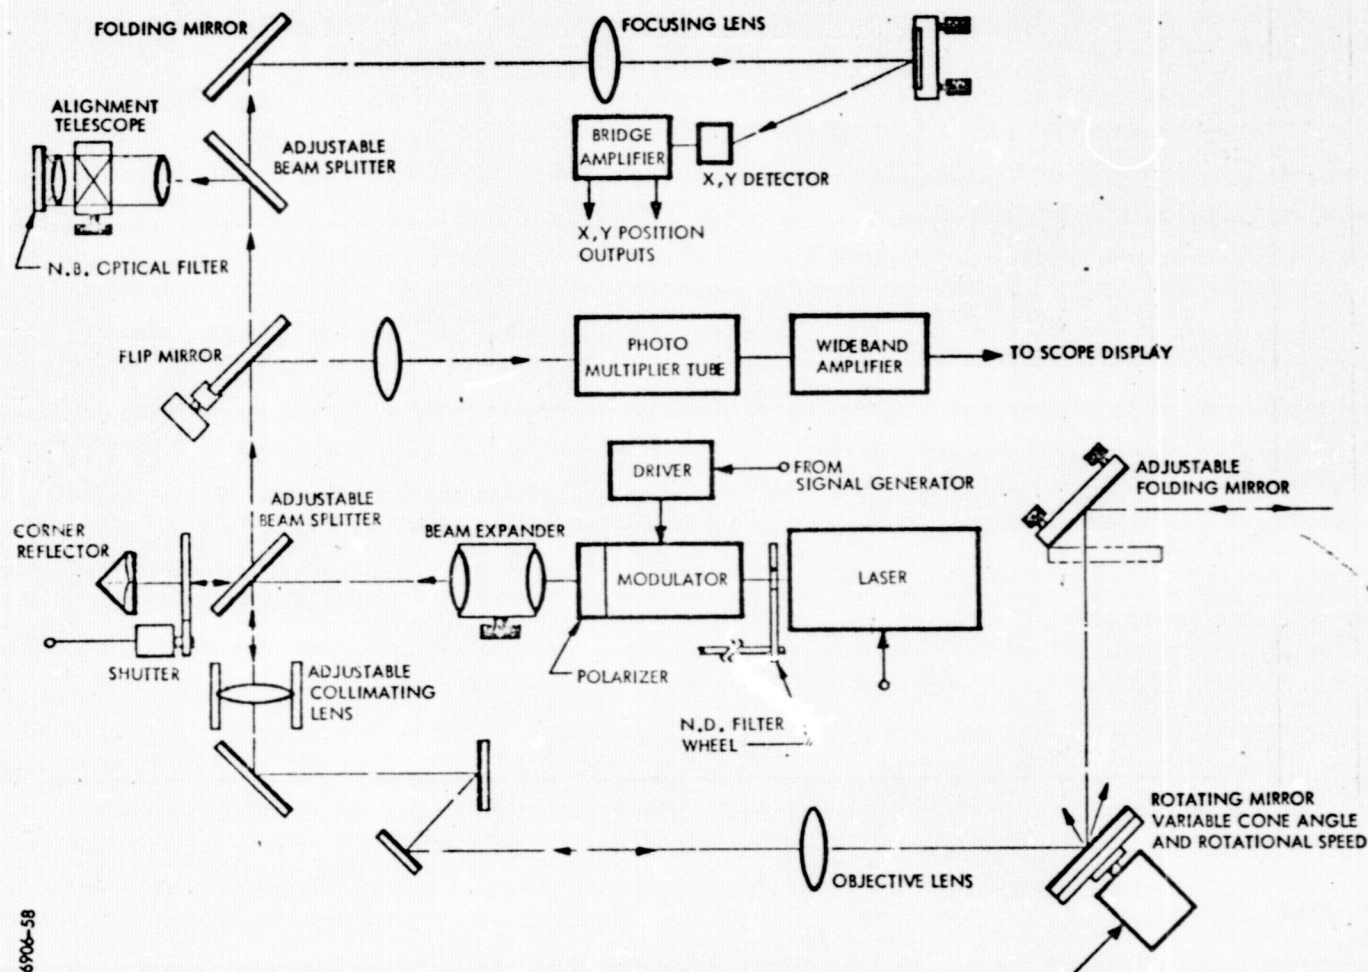 FOLDING MIRROR
FOCUSING LENS
ALIGNMENT
TELESCOPE
ADJUSTABLE
BEAM SPLITTER
BRIDGE
AMPLIFIER
X,Y DETECTOR
X,Y POSITION
OUTPUTS
N.B. OPTICAL FILTER
FLIP MIRROR
PHOTO
MULTIPLIER TUBE
WIDEBAND
AMPLIFIER
TO SCOPE DISPLAY
DRIVER
FROM
SIGNAL GENERATOR
ADJUSTABLE
FOLDING MIRROR
ADJUSTABLE
BEAM SPLITTER
CORNER
REFLECTOR
BEAM EXPANDER
MODULATOR
LASER
SHUTTER
ADJUSTABLE
COLLIMATING
LENS
POLARIZER
N.D. FILTER
WHEEL
ROTATING MIRROR
VARIABLE CONE ANGLE
AND ROTATIONAL SPEED
OBJECTIVE LENS
6906-58